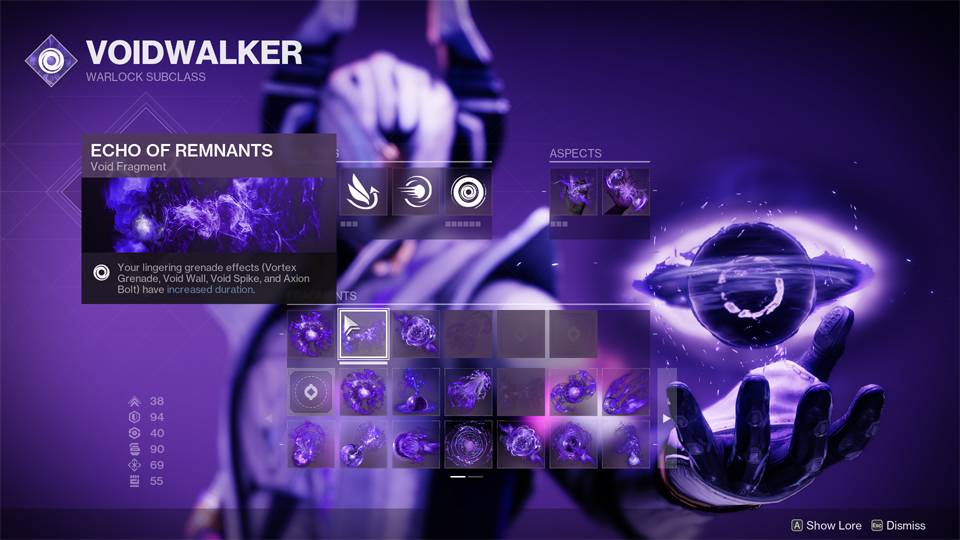 VOIDWALKER
WARLOCK SUBCLASS
ECHO OF REMNANTS
Void Fragment
S
ASPECTS
Your lingering grenade effects (Vortex
Grenade, Void Wall, Void Spike, and Axion
Bolt) have increased duration.
NTS
38
94
40
90
69
55
A Show Lore
Esc Dismiss